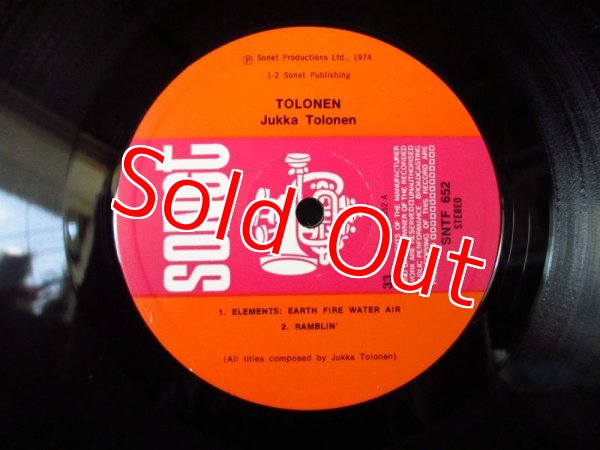 ℗ Sonet Productions Ltd., 1974
1-2 Sonet Publishing
TOLONEN
Jukka Tolonen
sonet
Sold Out
33
SNTF 652
STEREO
1. ELEMENTS: EARTH FIRE WATER AIR
2. RAMBLIN'
(All titles composed by Jukka Tolonen)